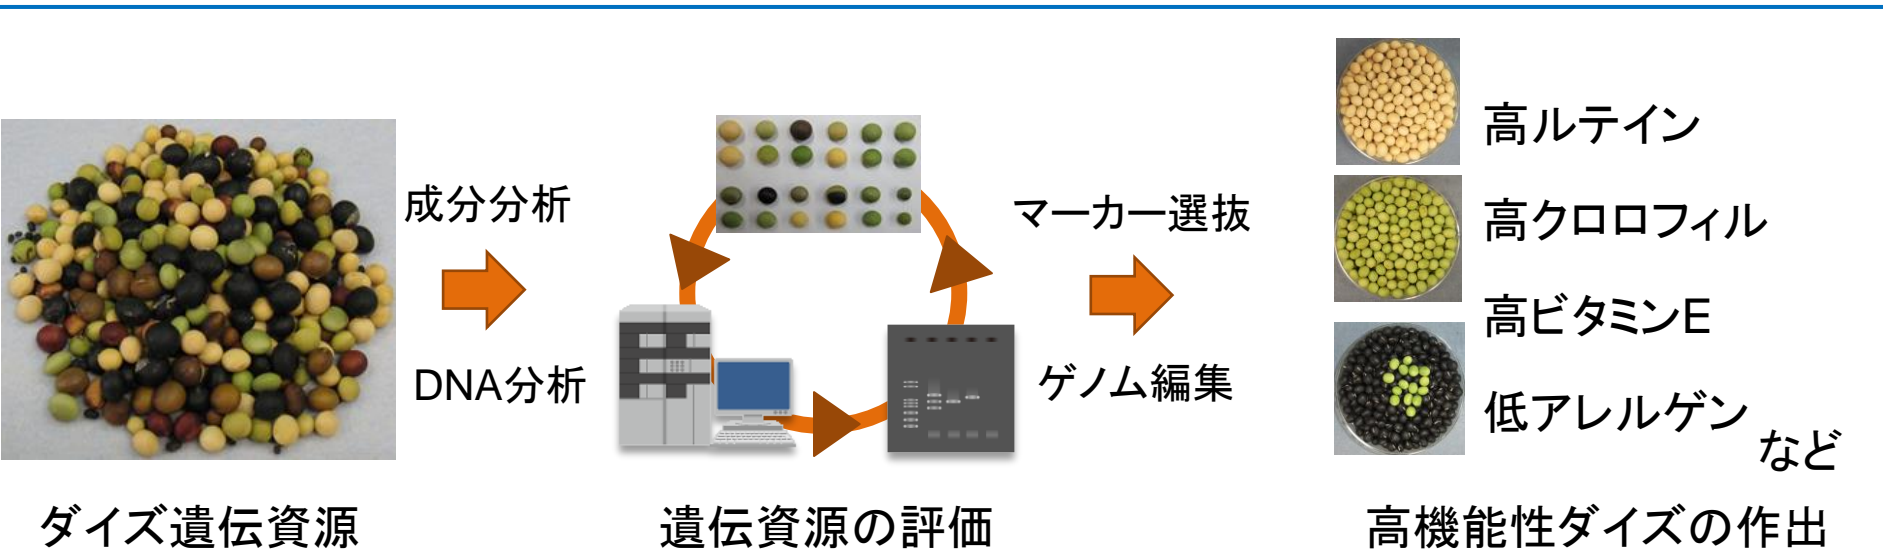 成分分析
DNA分析
ダイズ遺伝資源
遺伝資源の評価
マーカー選抜
ゲノム編集
高ルテイン
高クロロフィル
高ビタミンE
低アレルゲン
など
高機能性ダイズの作出